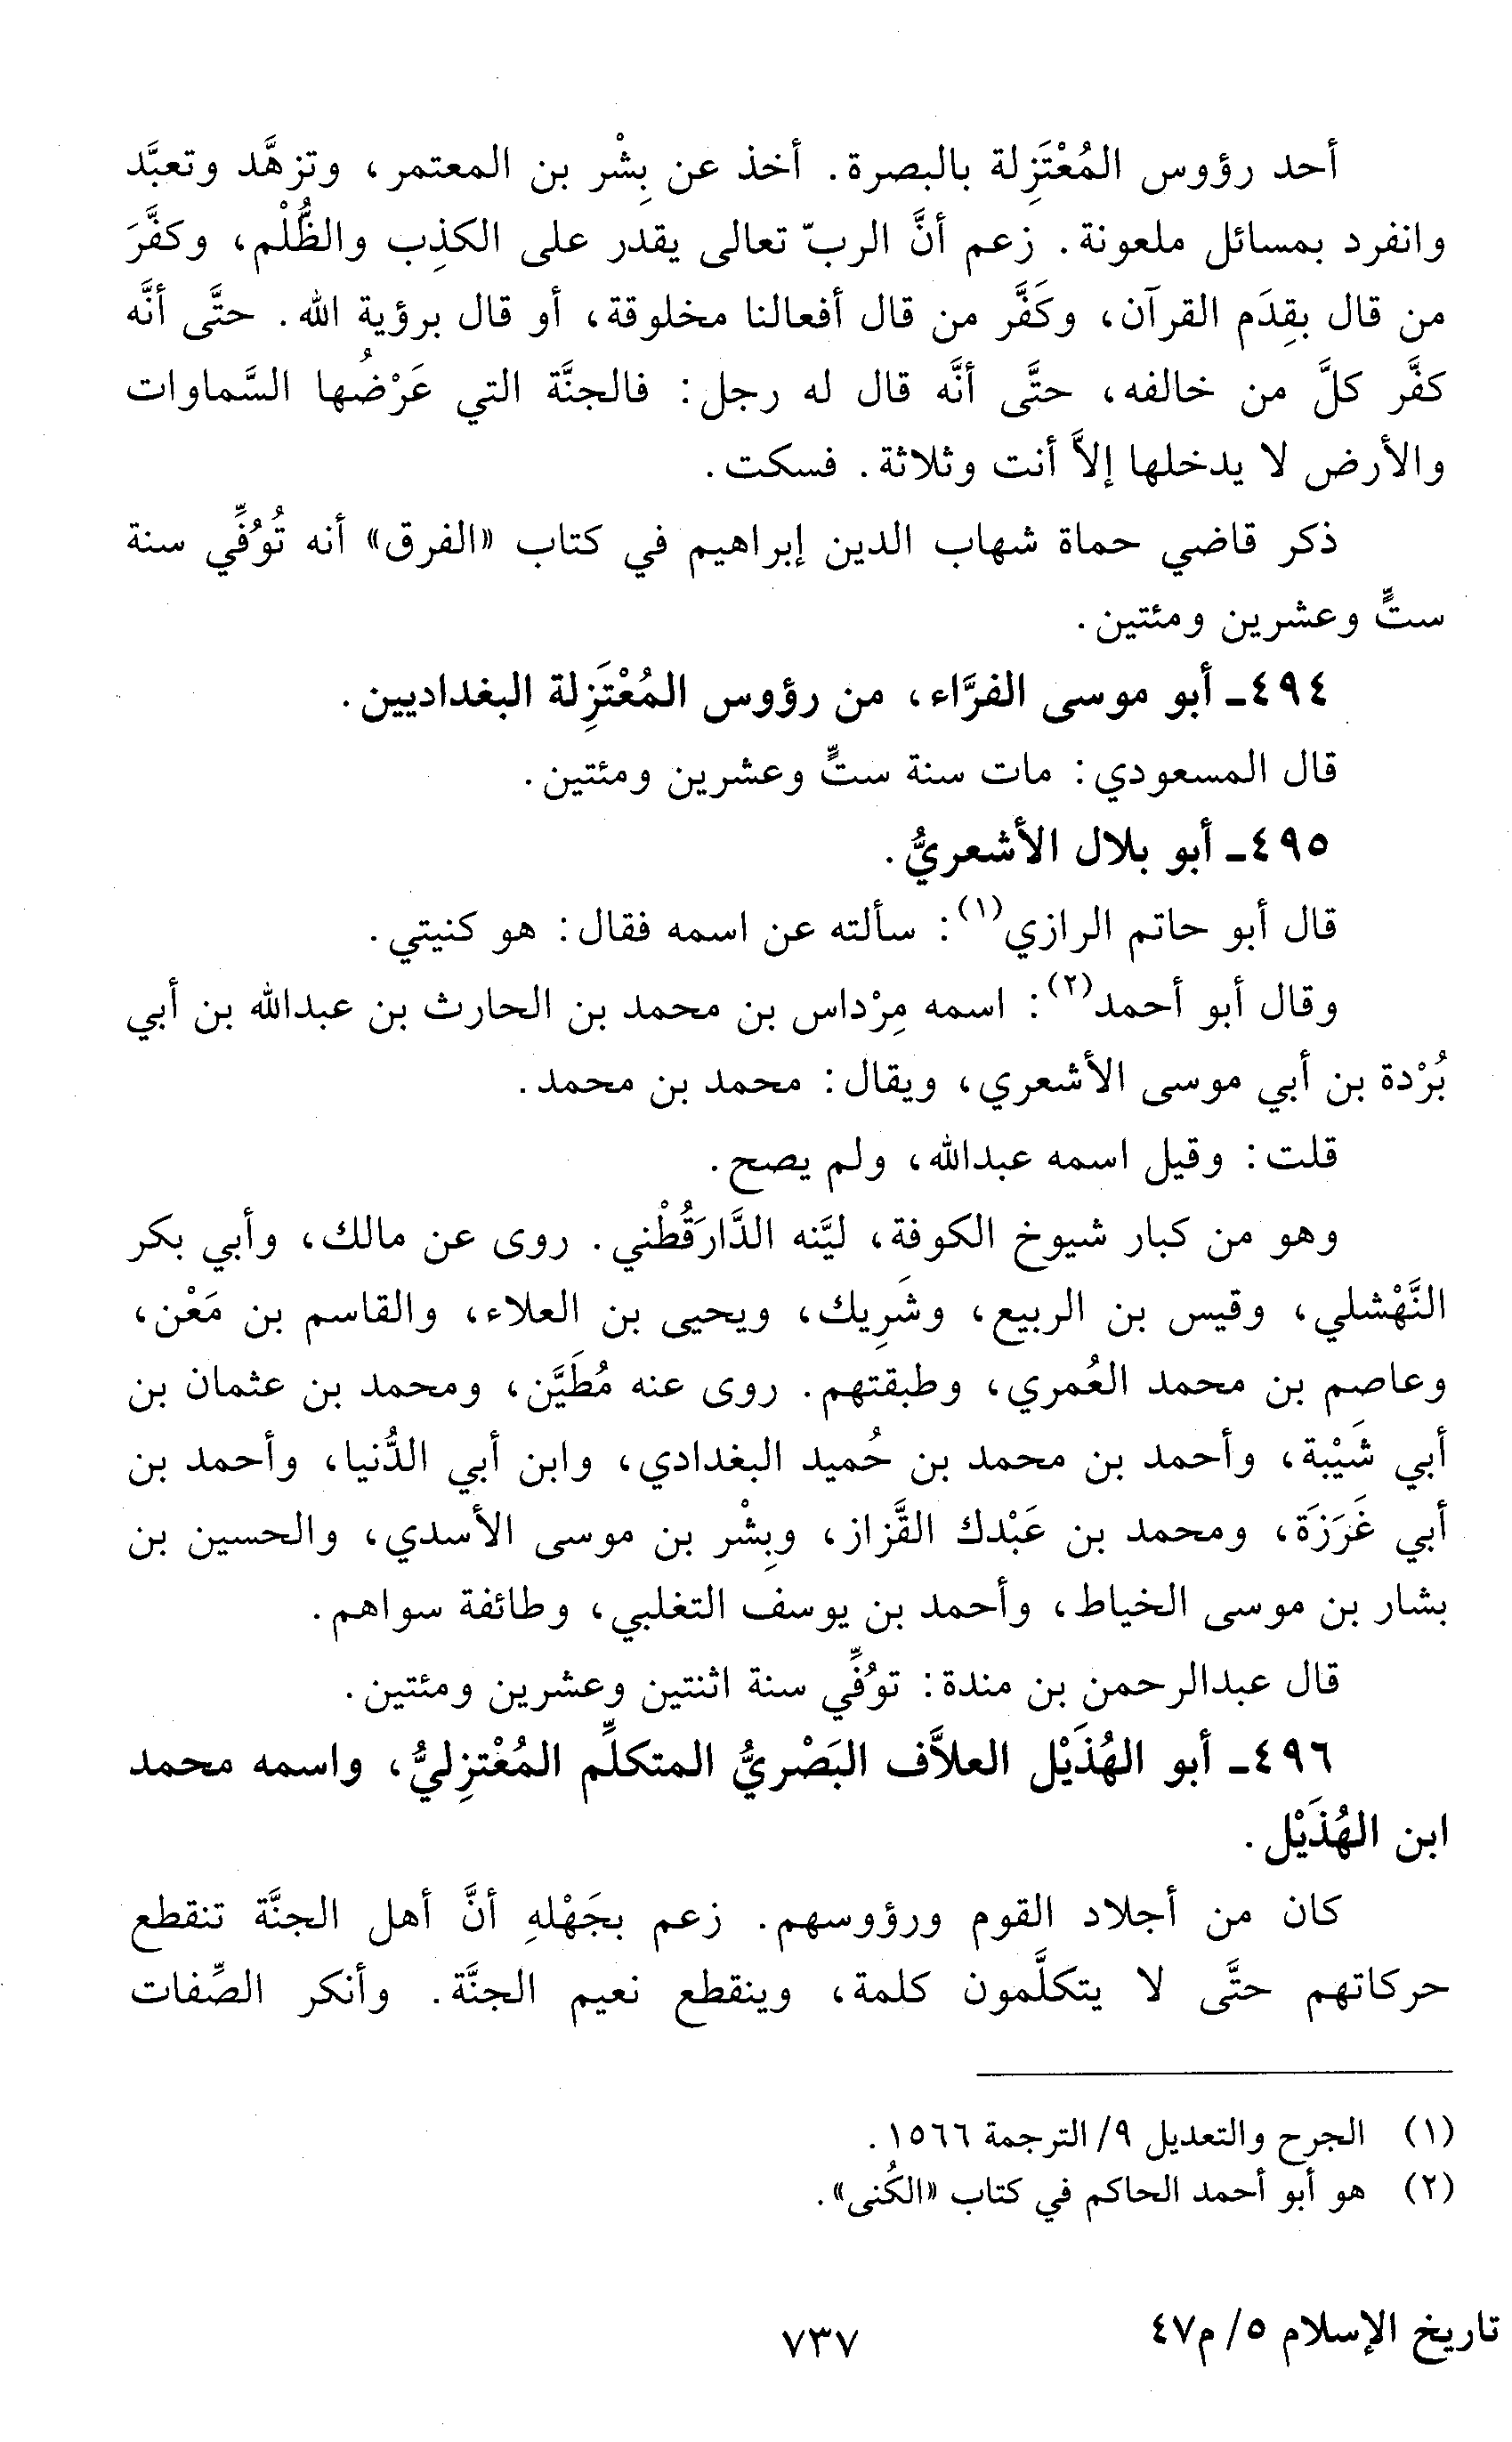 أحد رؤوس المُعْتَزِلة بالبصرة. أخذ عن بِشْر بن المعتمر، وتزهَّد وتعبَّد
وانفرد بمسائل ملعونة. زعم أنَّ الربّ تعالى يقدر على الكذِب والظُّلْم، وكفَّرَ
من قال بقِدَم القرآن، وكَفَّر من قال أفعالنا مخلوقة، أو قال برؤية الله. حتَّى أنَّه
كفَّر كلَّ من خالفه، حتَّى أنَّه قال له رجل: فالجنَّة التي عَرْضُها السَّماوات
والأرض لا يدخلها إلاَّ أنت وثلاثة. فسكت.
ذكر قاضي حماة شهاب الدين إبراهيم في كتاب «الفرق» أنه تُوُفِّي سنة
ستٍّ وعشرين ومئتين.
٤٩٤ـ أبو موسى الفرَّاء، من رؤوس المُعْتَزِلة البغداديين.
قال المسعودي: مات سنة ستٍّ وعشرين ومئتين.
٤٩٥ـ أبو بلال الأشعريُّ.
قال أبو حاتم الرازي(١): سألته عن اسمه فقال: هو كنيتي.
وقال أبو أحمد(٢): اسمه مِرْداس بن محمد بن الحارث بن عبدالله بن أبي
بُرْدة بن أبي موسى الأشعري، ويقال: محمد بن محمد.
قلت: وقيل اسمه عبدالله، ولم يصح.
وهو من كبار شيوخ الكوفة، ليَّنه الدَّارَقُطْني. روى عن مالك، وأبي بكر
النَّهْشلي، وقيس بن الربيع، وشَرِيك، ويحيى بن العلاء، والقاسم بن مَعْن،
وعاصم بن محمد العُمري، وطبقتهم. روى عنه مُطَيَّن، ومحمد بن عثمان بن
أبي شَيْبة، وأحمد بن محمد بن حُميد البغدادي، وابن أبي الدُّنيا، وأحمد بن
أبي غَرَزَة، ومحمد بن عَبْدك القَّزاز، وبِشْر بن موسى الأسدي، والحسين بن
بشار بن موسى الخياط، وأحمد بن يوسف التغلبي، وطائفة سواهم.
قال عبدالرحمن بن مندة: توُفِّي سنة اثنتين وعشرين ومئتين.
٤٩٦ـ أبو الهُذَيْل العلاَّف البَصْريُّ المتكلِّم المُعْتزِليُّ، واسمه محمد
ابن الهُذَيْل.
كان من أجلاد القوم ورؤوسهم. زعم بجَهْلهِ أنَّ أهل الجنَّة تنقطع
حركاتهم حتَّى لا يتكلَّمون كلمة، وينقطع نعيم الجنَّة. وأنكر الصِّفات
(١) الجرح والتعديل ٩/ الترجمة ١٥٦٦.
(٢) هو أبو أحمد الحاكم في كتاب «الكُنى».
تاريخ الإسلام ٥/ م٤٧
٧٣٧